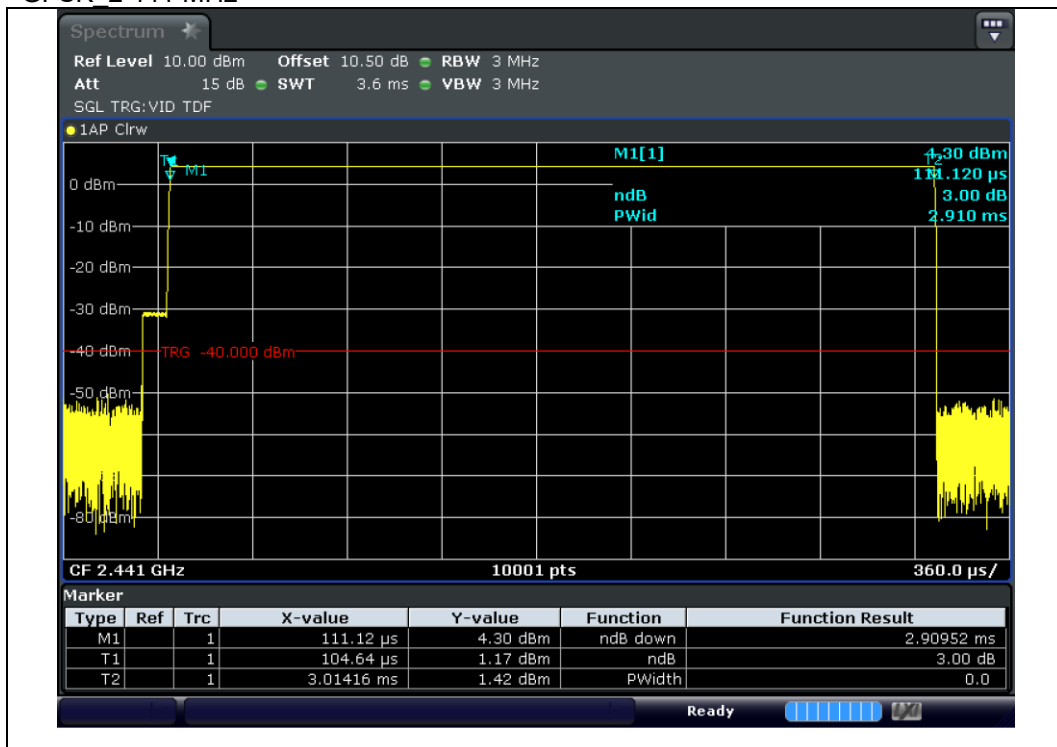 Spectrum
Ref Level 10.00 dBm Offset 10.50 dB RBW 3 MHz
Att 15 dB SWT 3.6 ms VBW 3 MHz
SGL TRG:VID TDF
1AP Clrw
M1[1] 4.30 dBm
111.120 µs
ndB 3.00 dB
PWid 2.910 ms
M1
T2
0 dBm
-10 dBm
-20 dBm
-30 dBm
-40 dBm
TRG -40.000 dBm
-50 dBm
-80 dBm
CF 2.441 GHz 10001 pts 360.0 µs/
Marker
Type Ref Trc X-value Y-value Function Function Result
M1 1 111.12 µs 4.30 dBm ndB down 2.90952 ms
T1 1 104.64 µs 1.17 dBm ndB 3.00 dB
T2 1 3.01416 ms 1.42 dBm PWidth 0.0
Ready